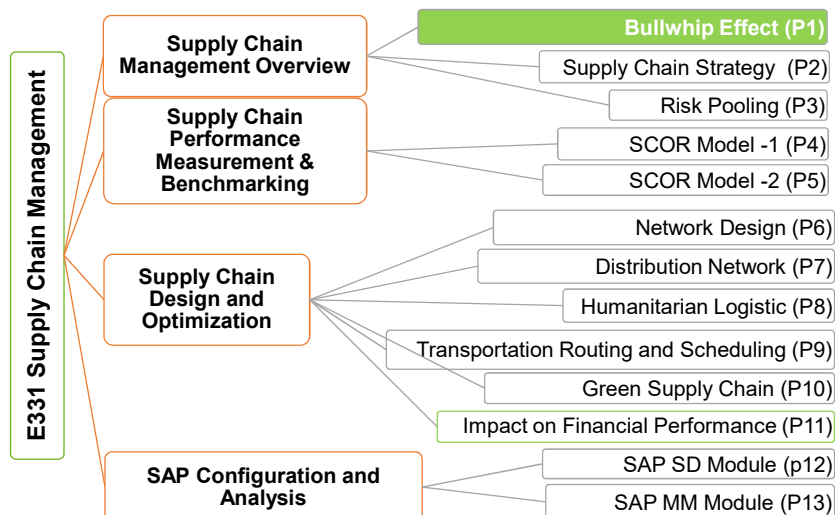 E331 Supply Chain Management
Supply Chain
Management Overview
Bullwhip Effect (P1)
Supply Chain Strategy (P2)
Risk Pooling (P3)
Supply Chain
Performance
Measurement &
Benchmarking
SCOR Model -1 (P4)
SCOR Model -2 (P5)
Supply Chain
Design and
Optimization
Network Design (P6)
Distribution Network (P7)
Humanitarian Logistic (P8)
Transportation Routing and Scheduling (P9)
Green Supply Chain (P10)
Impact on Financial Performance (P11)
SAP Configuration and
Analysis
SAP SD Module (p12)
SAP MM Module (P13)